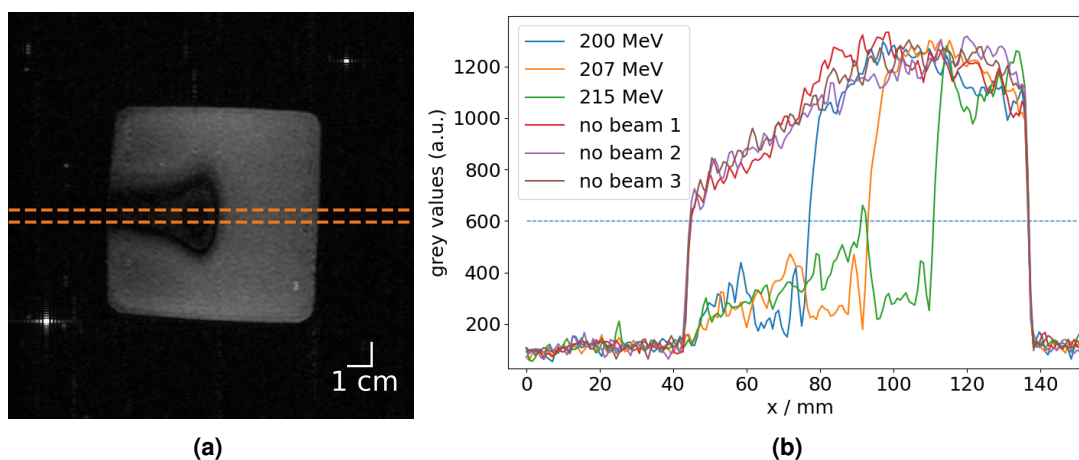 1 cm
(a)
200 MeV
207 MeV
215 MeV
no beam 1
no beam 2
no beam 3
grey values (a.u.)
1200
1000
800
600
400
200
0
20
40
60
80
100
120
140
x / mm
(b)